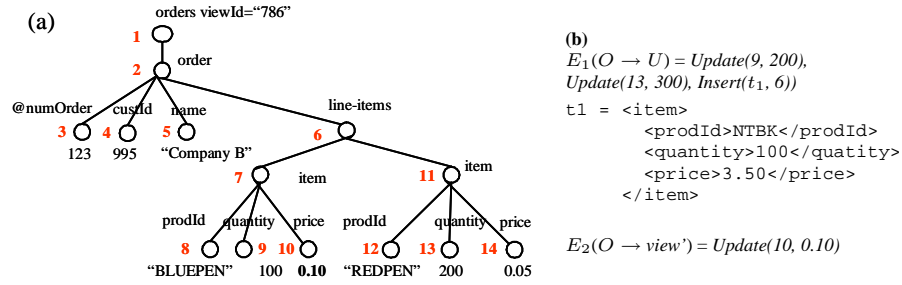 (a)
orders viewId=“786”
1
order
2
@numOrder custId name line-items
3 4 5 6
123 995 “Company B”
7 item 11 item
prodId quantity price prodId quantity price
8 9 10 12 13 14
“BLUEPEN” 100 0.10 “REDPEN” 200 0.05
(b)
E1(O → U) = Update(9, 200),
Update(13, 300), Insert(t1, 6))
t1 = <item>
<prodId>NTBK</prodId>
<quantity>100</quatity>
<price>3.50</price>
</item>
E2(O → view’) = Update(10, 0.10)